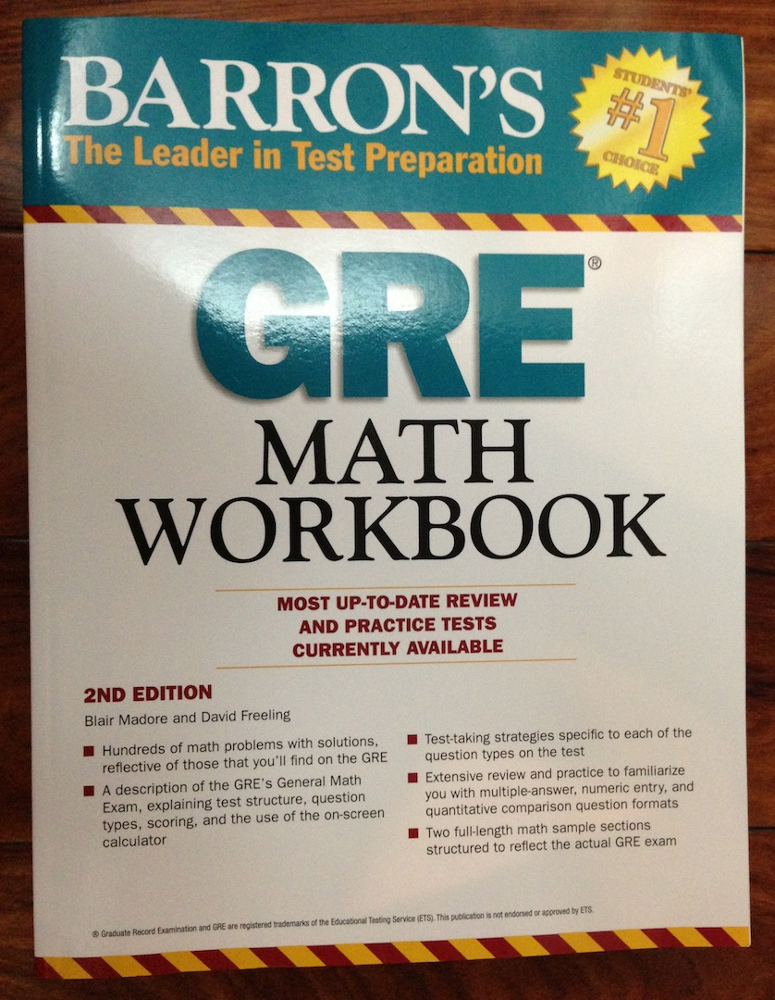 BARRON'S
The Leader in Test Preparation
STUDENTS'
#1
CHOICE
GRE®
MATH
WORKBOOK
MOST UP-TO-DATE REVIEW
AND PRACTICE TESTS
CURRENTLY AVAILABLE
2ND EDITION
Blair Madore and David Freeling
■ Hundreds of math problems with solutions,
reflective of those that you'll find on the GRE
■ A description of the GRE's General Math
Exam, explaining test structure, question
types, scoring, and the use of the on-screen
calculator
■ Test-taking strategies specific to each of the
question types on the test
■ Extensive review and practice to familiarize
you with multiple-answer, numeric entry, and
quantitative comparison question formats
■ Two full-length math sample sections
structured to reflect the actual GRE exam
® Graduate Record Examination and GRE are registered trademarks of the Educational Testing Service (ETS). This publication is not endorsed or approved by ETS.